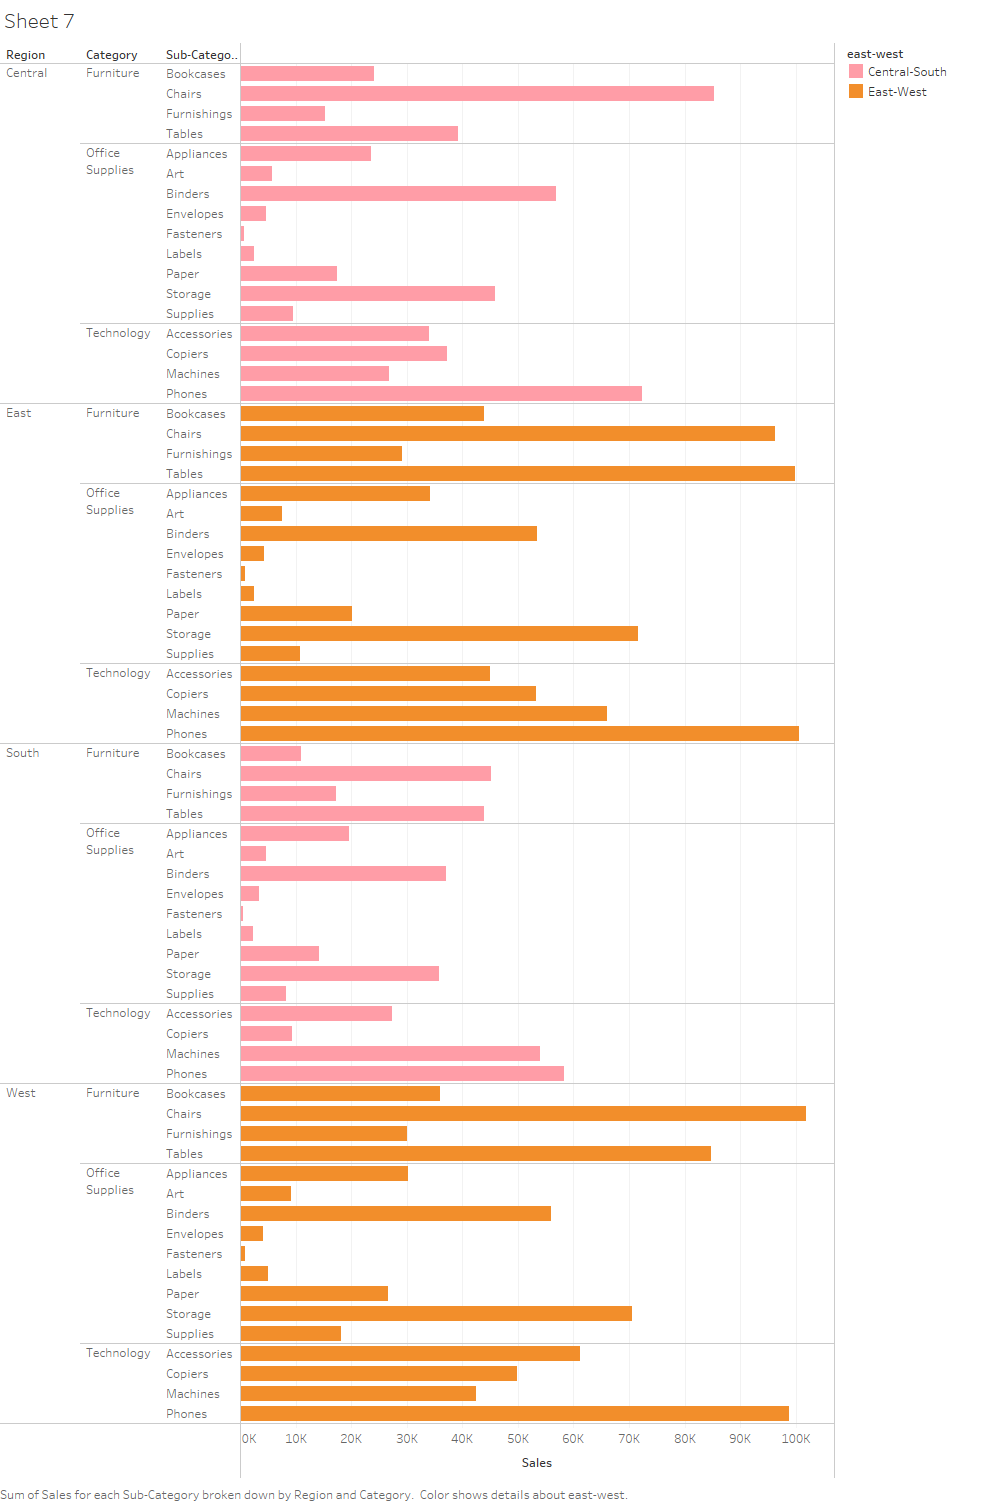 Sheet 7
Region Category Sub-Catego..
east-west
Central-South
East-West
Central Furniture Bookcases
Chairs
Furnishings
Tables
Office Supplies Appliances
Art
Binders
Envelopes
Fasteners
Labels
Paper
Storage
Supplies
Technology Accessories
Copiers
Machines
Phones
East Furniture Bookcases
Chairs
Furnishings
Tables
Office Supplies Appliances
Art
Binders
Envelopes
Fasteners
Labels
Paper
Storage
Supplies
Technology Accessories
Copiers
Machines
Phones
South Furniture Bookcases
Chairs
Furnishings
Tables
Office Supplies Appliances
Art
Binders
Envelopes
Fasteners
Labels
Paper
Storage
Supplies
Technology Accessories
Copiers
Machines
Phones
West Furniture Bookcases
Chairs
Furnishings
Tables
Office Supplies Appliances
Art
Binders
Envelopes
Fasteners
Labels
Paper
Storage
Supplies
Technology Accessories
Copiers
Machines
Phones
0K 10K 20K 30K 40K 50K 60K 70K 80K 90K 100K
Sales
Sum of Sales for each Sub-Category broken down by Region and Category. Color shows details about east-west.